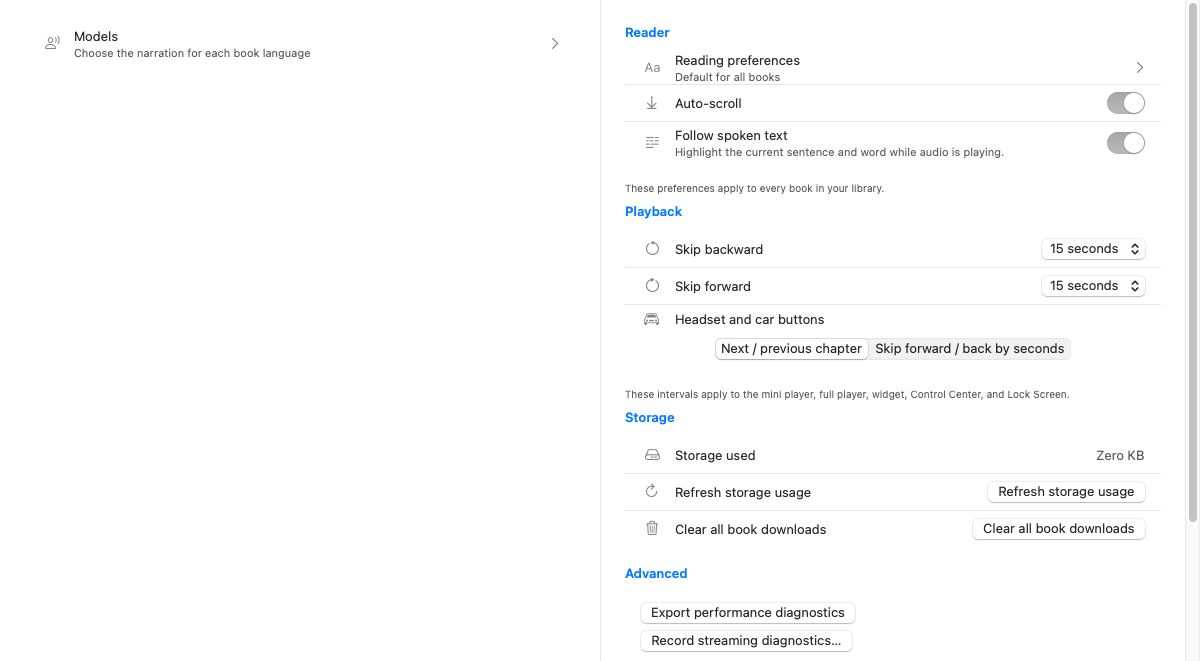 Models
Choose the narration for each book language
Reader
Aa
Reading preferences
Default for all books
Auto-scroll
Follow spoken text
Highlight the current sentence and word while audio is playing.
These preferences apply to every book in your library.
Playback
Skip backward
15 seconds
Skip forward
15 seconds
Headset and car buttons
Next / previous chapter
Skip forward / back by seconds
These intervals apply to the mini player, full player, widget, Control Center, and Lock Screen.
Storage
Storage used
Zero KB
Refresh storage usage
Refresh storage usage
Clear all book downloads
Clear all book downloads
Advanced
Export performance diagnostics
Record streaming diagnostics...